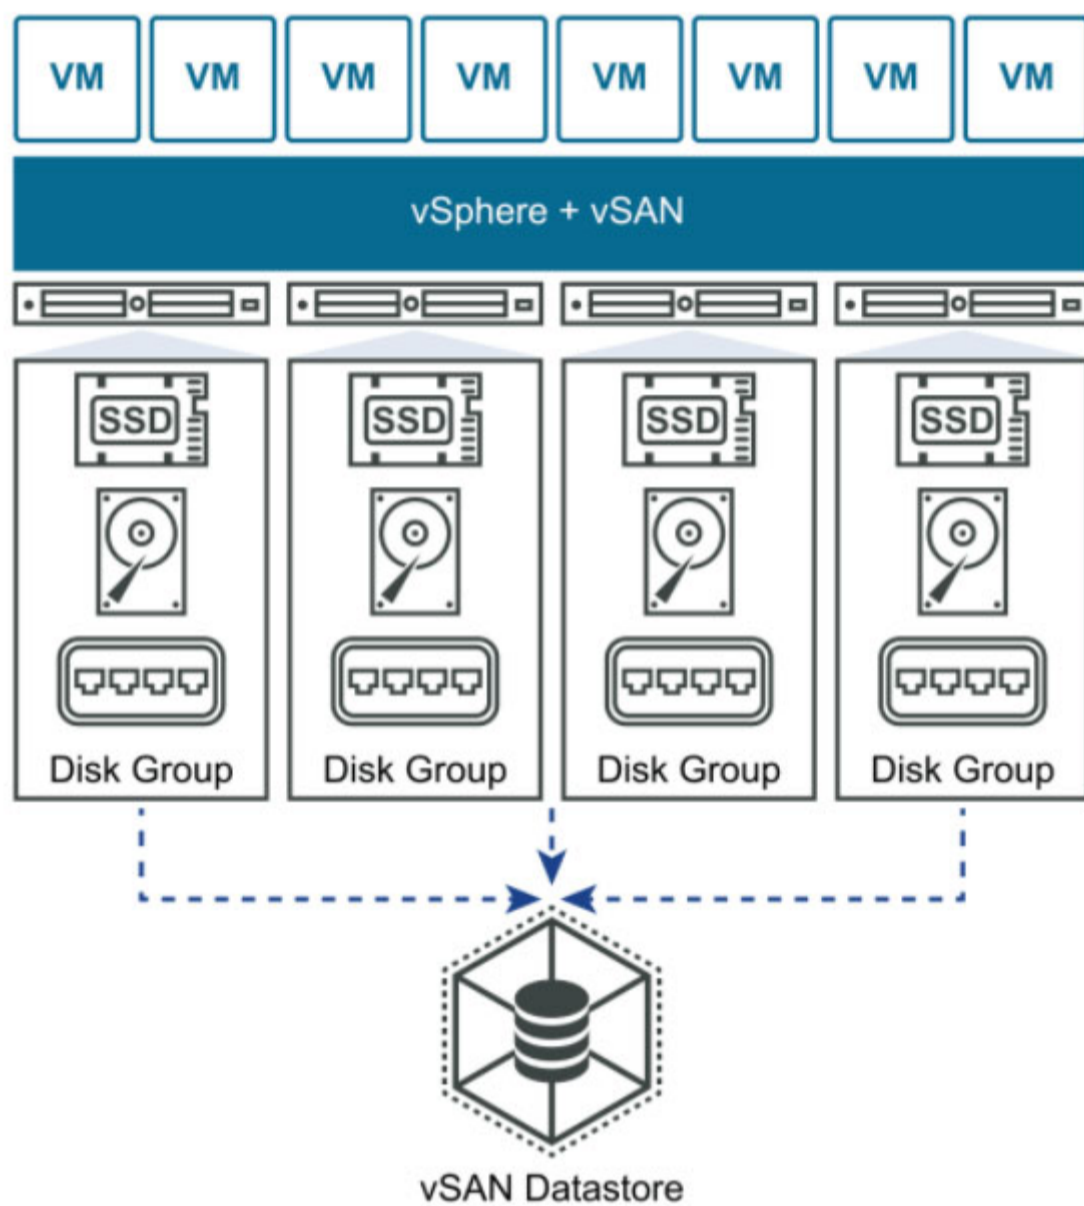 VM VM VM VM VM VM VM VM
vSphere + vSAN
SSD SSD SSD SSD
Disk Group Disk Group Disk Group Disk Group
vSAN Datastore